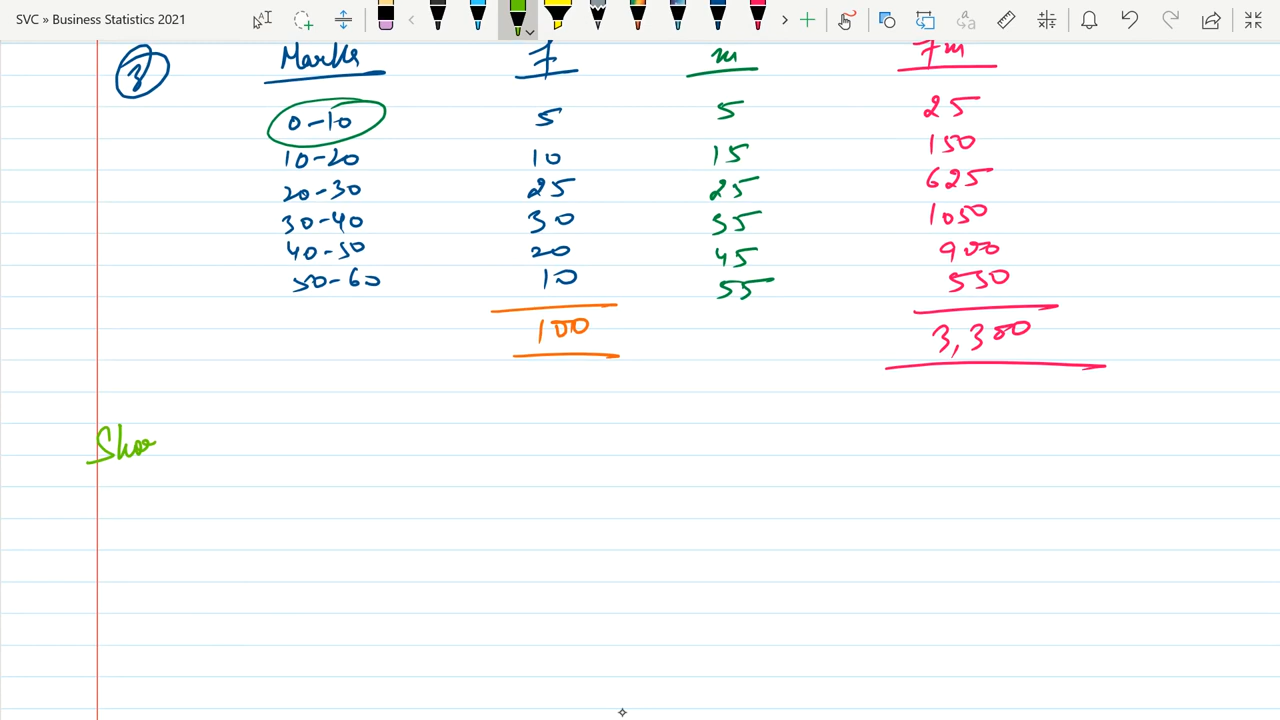 SVC » Business Statistics 2021
③ Marks F m Fm
0-10 5 5 25
10-20 10 15 150
20-30 25 25 625
30-40 30 35 1050
40-50 20 45 900
50-60 10 55 550
100 3,300